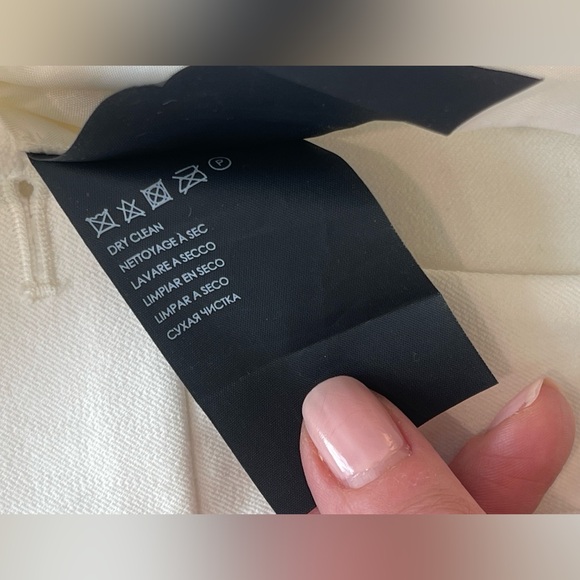 P
DRY CLEAN
NETTOYAGE À SEC
LAVARE A SECCO
LIMPIAR EN SECO
LIMPAR A SECO
СУХАЯ ЧИСТКА